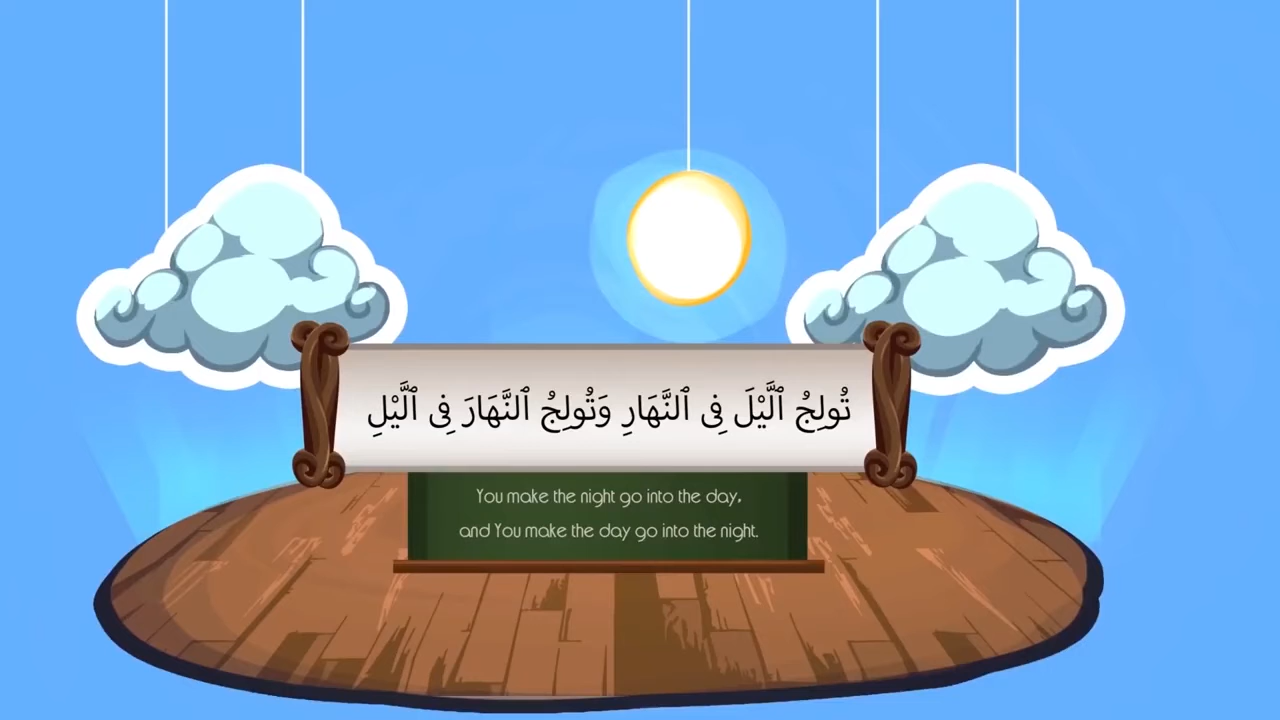 تُولِجُ ٱلَّيْلَ فِى ٱلنَّهَارِ وَتُولِجُ ٱلنَّهَارَ فِى ٱلَّيْلِ
You make the night go into the day,
and You make the day go into the night.